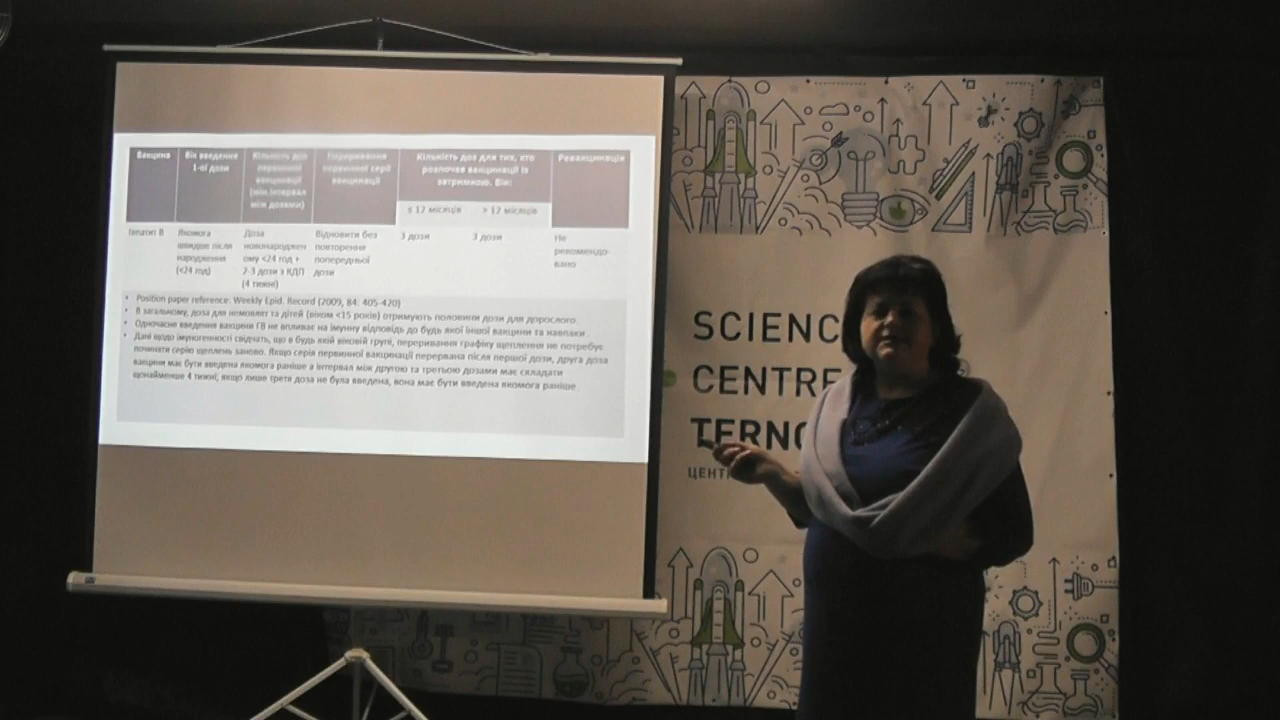 Вакцина
Вік введення
1-ої дози
Кількість доз
первинної
вакцинації
(мін.інтервал
між дозами)
Переривання
первинної серії
вакцинації
Кількість доз для тих, хто
розпочав вакцинації із
затримкою. Вік:
≤ 12 місяців
> 12 місяців
Ревакцинація
Гепатит В
Якомога
швидше після
народження
(<24 год)
Доза
новонароджен
ому <24 год +
2-3 дози з КДП
(4 тижні)
Відновити без
повторення
попередньої
дози
3 дози
3 дози
Не
рекомендо-
вано
• Position paper reference: Weekly Epid. Record (2009, 84: 405-420)
• В загальному, доза для немовлят та дітей (віком <15 років) отримують половини дози для дорослого.
• Одночасне введення вакцини ГВ не впливає на імунну відповідь до будь якої іншої вакцини та навпаки.
• Дані щодо імуногенності свідчать, що в будь якій віковій групі, переривання графіку щеплення не потребує
починати серію щеплень заново. Якщо серія первинної вакцинації перервана після першої дози, друга доза
вакцини має бути введена якомога раніше а інтервал між другою та третьою дозами має складати
щонайменше 4 тижні; якщо лише третя доза не була введена, вона має бути введена якомога раніше
SCIENC
CENTRE
TERNO
ЦЕНТ